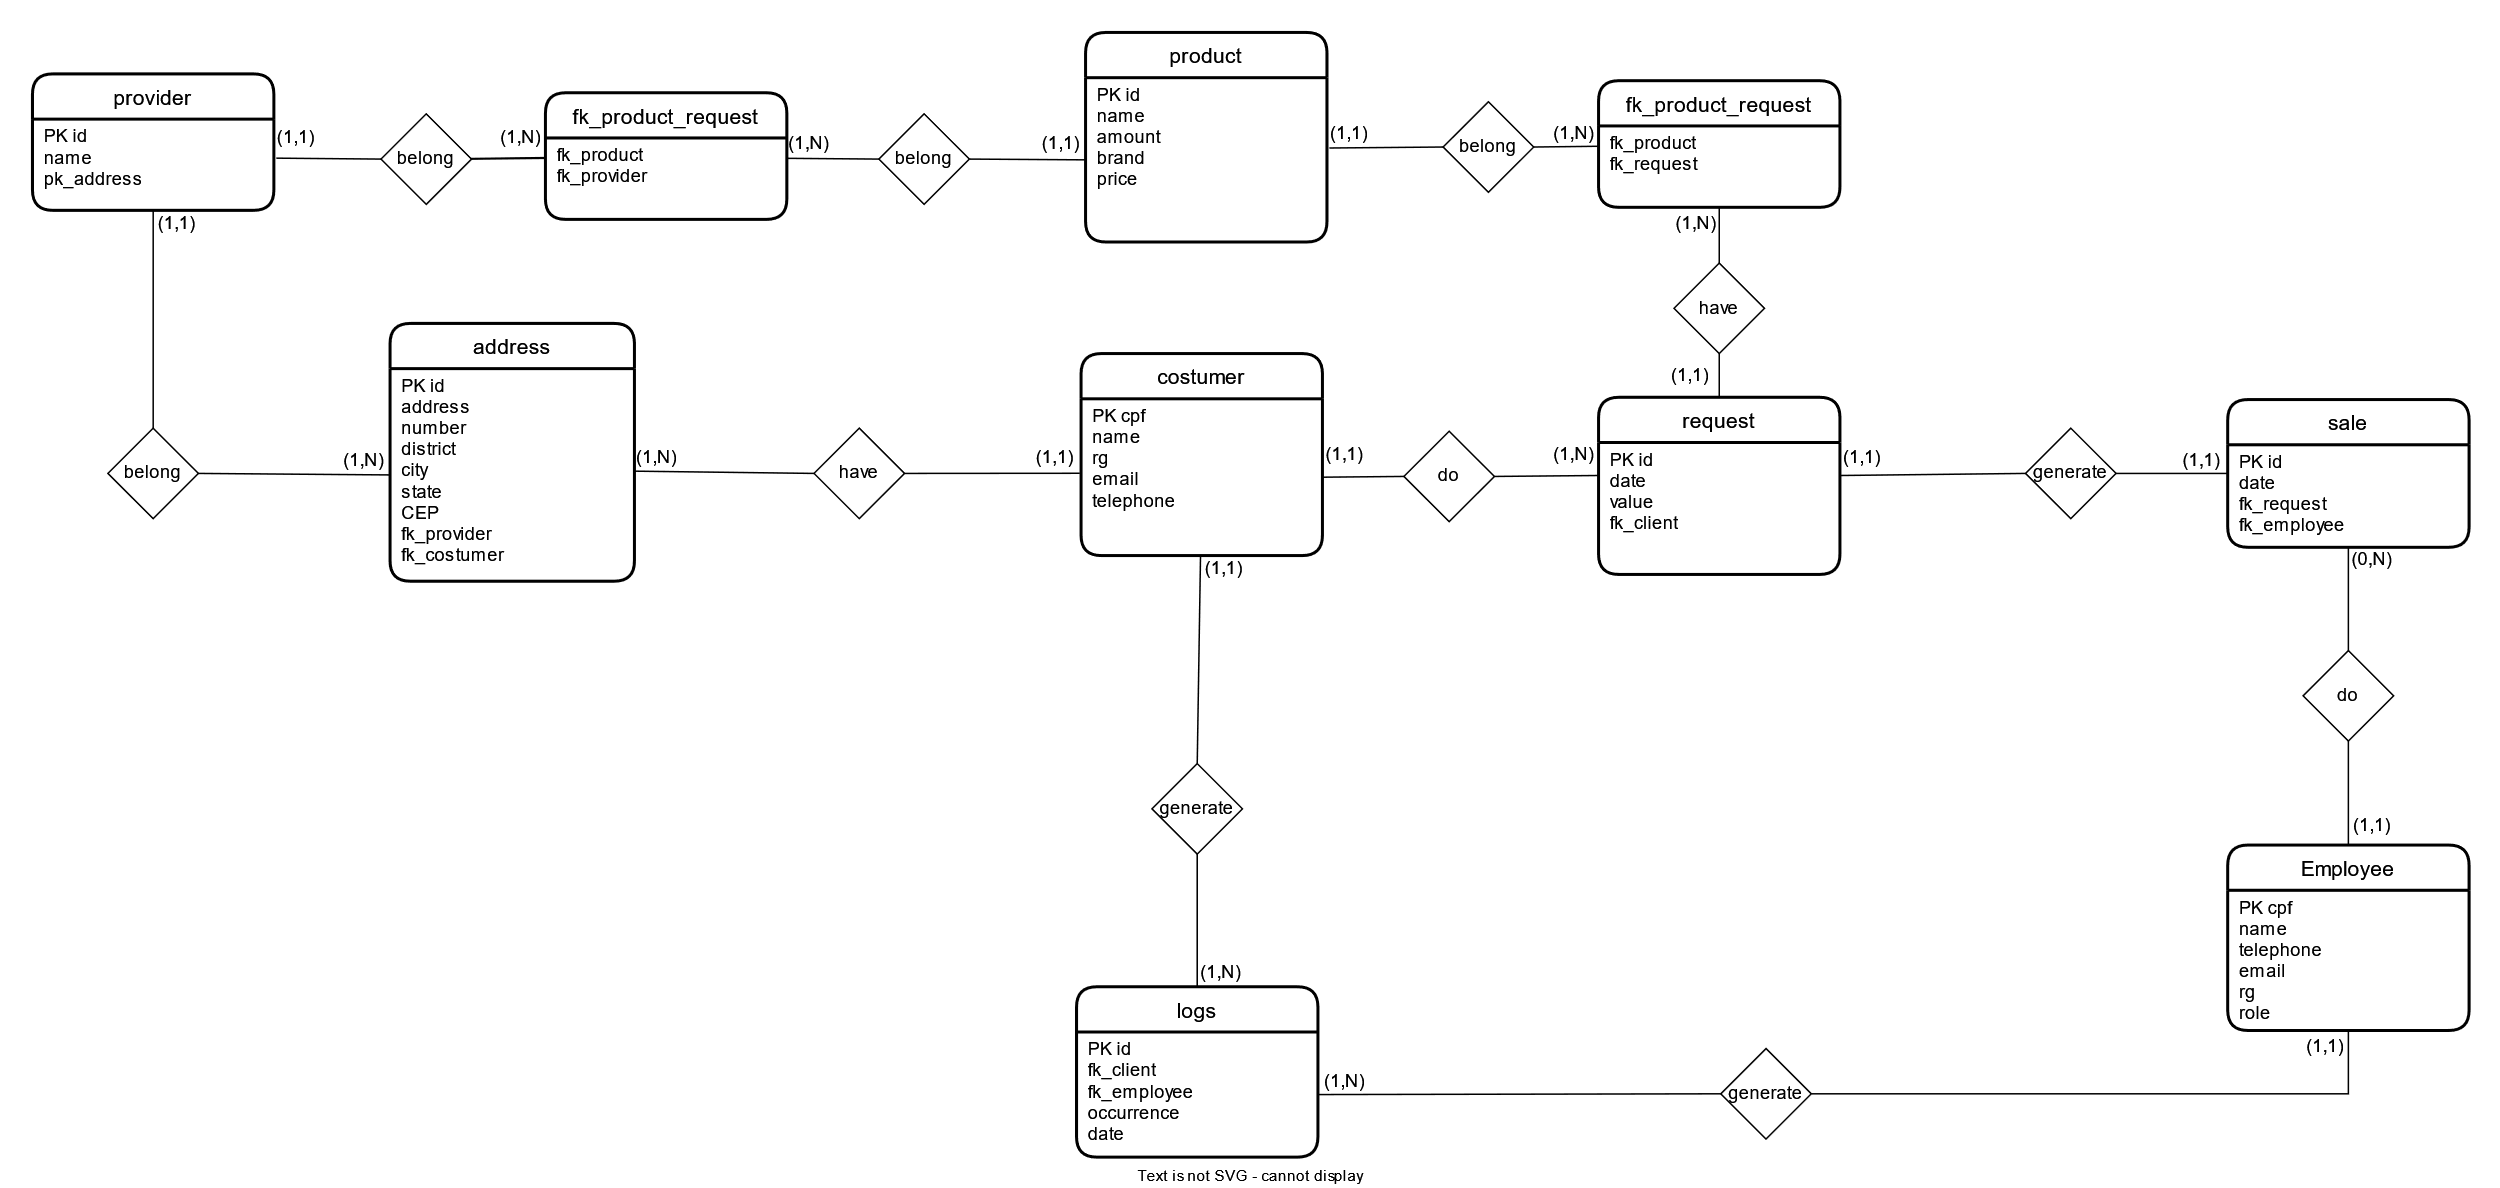 provider
PK id
name
pk_address
(1,1)
belong
(1,N)
fk_product_request
fk_product
fk_provider
(1,N)
belong
(1,1)
product
PK id
name
amount
brand
price
(1,1)
belong
(1,N)
fk_product_request
fk_product
fk_request
(1,N)
have
(1,1)
(1,1)
belong
(1,N)
address
PK id
address
number
district
city
state
CEP
fk_provider
fk_costumer
(1,N)
have
(1,1)
costumer
PK cpf
name
rg
email
telephone
(1,1)
do
(1,N)
request
PK id
date
value
fk_client
(1,1)
generate
(1,1)
sale
PK id
date
fk_request
fk_employee
(0,N)
do
(1,1)
Employee
PK cpf
name
telephone
email
rg
role
(1,1)
(1,1)
generate
(1,N)
logs
PK id
fk_client
fk_employee
occurrence
date
(1,N)
generate
Text is not SVG - cannot display